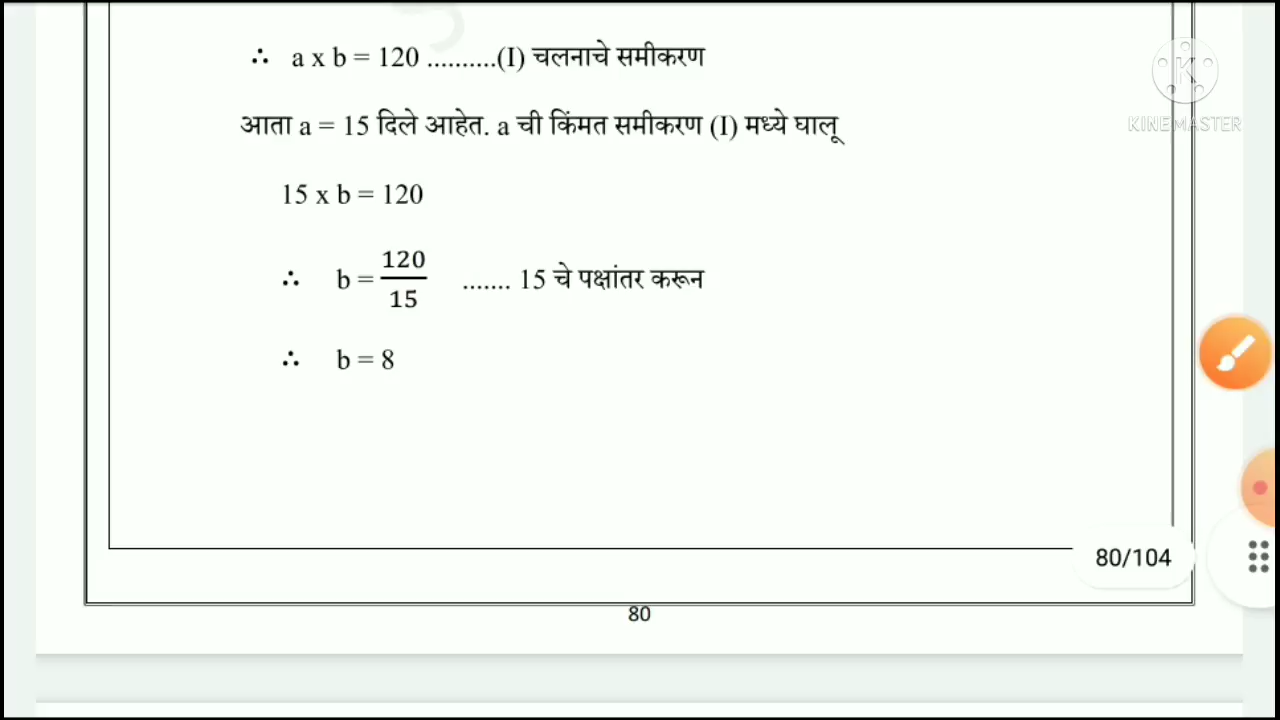 ∴ a x b = 120 ..........(I) चलनाचे समीकरण
K
KINEMASTER
आता a = 15 दिले आहेत. a ची किंमत समीकरण (I) मध्ये घालू
15 x b = 120
∴ b = 120/15 ....... 15 चे पक्षांतर करून
∴ b = 8
80/104
80